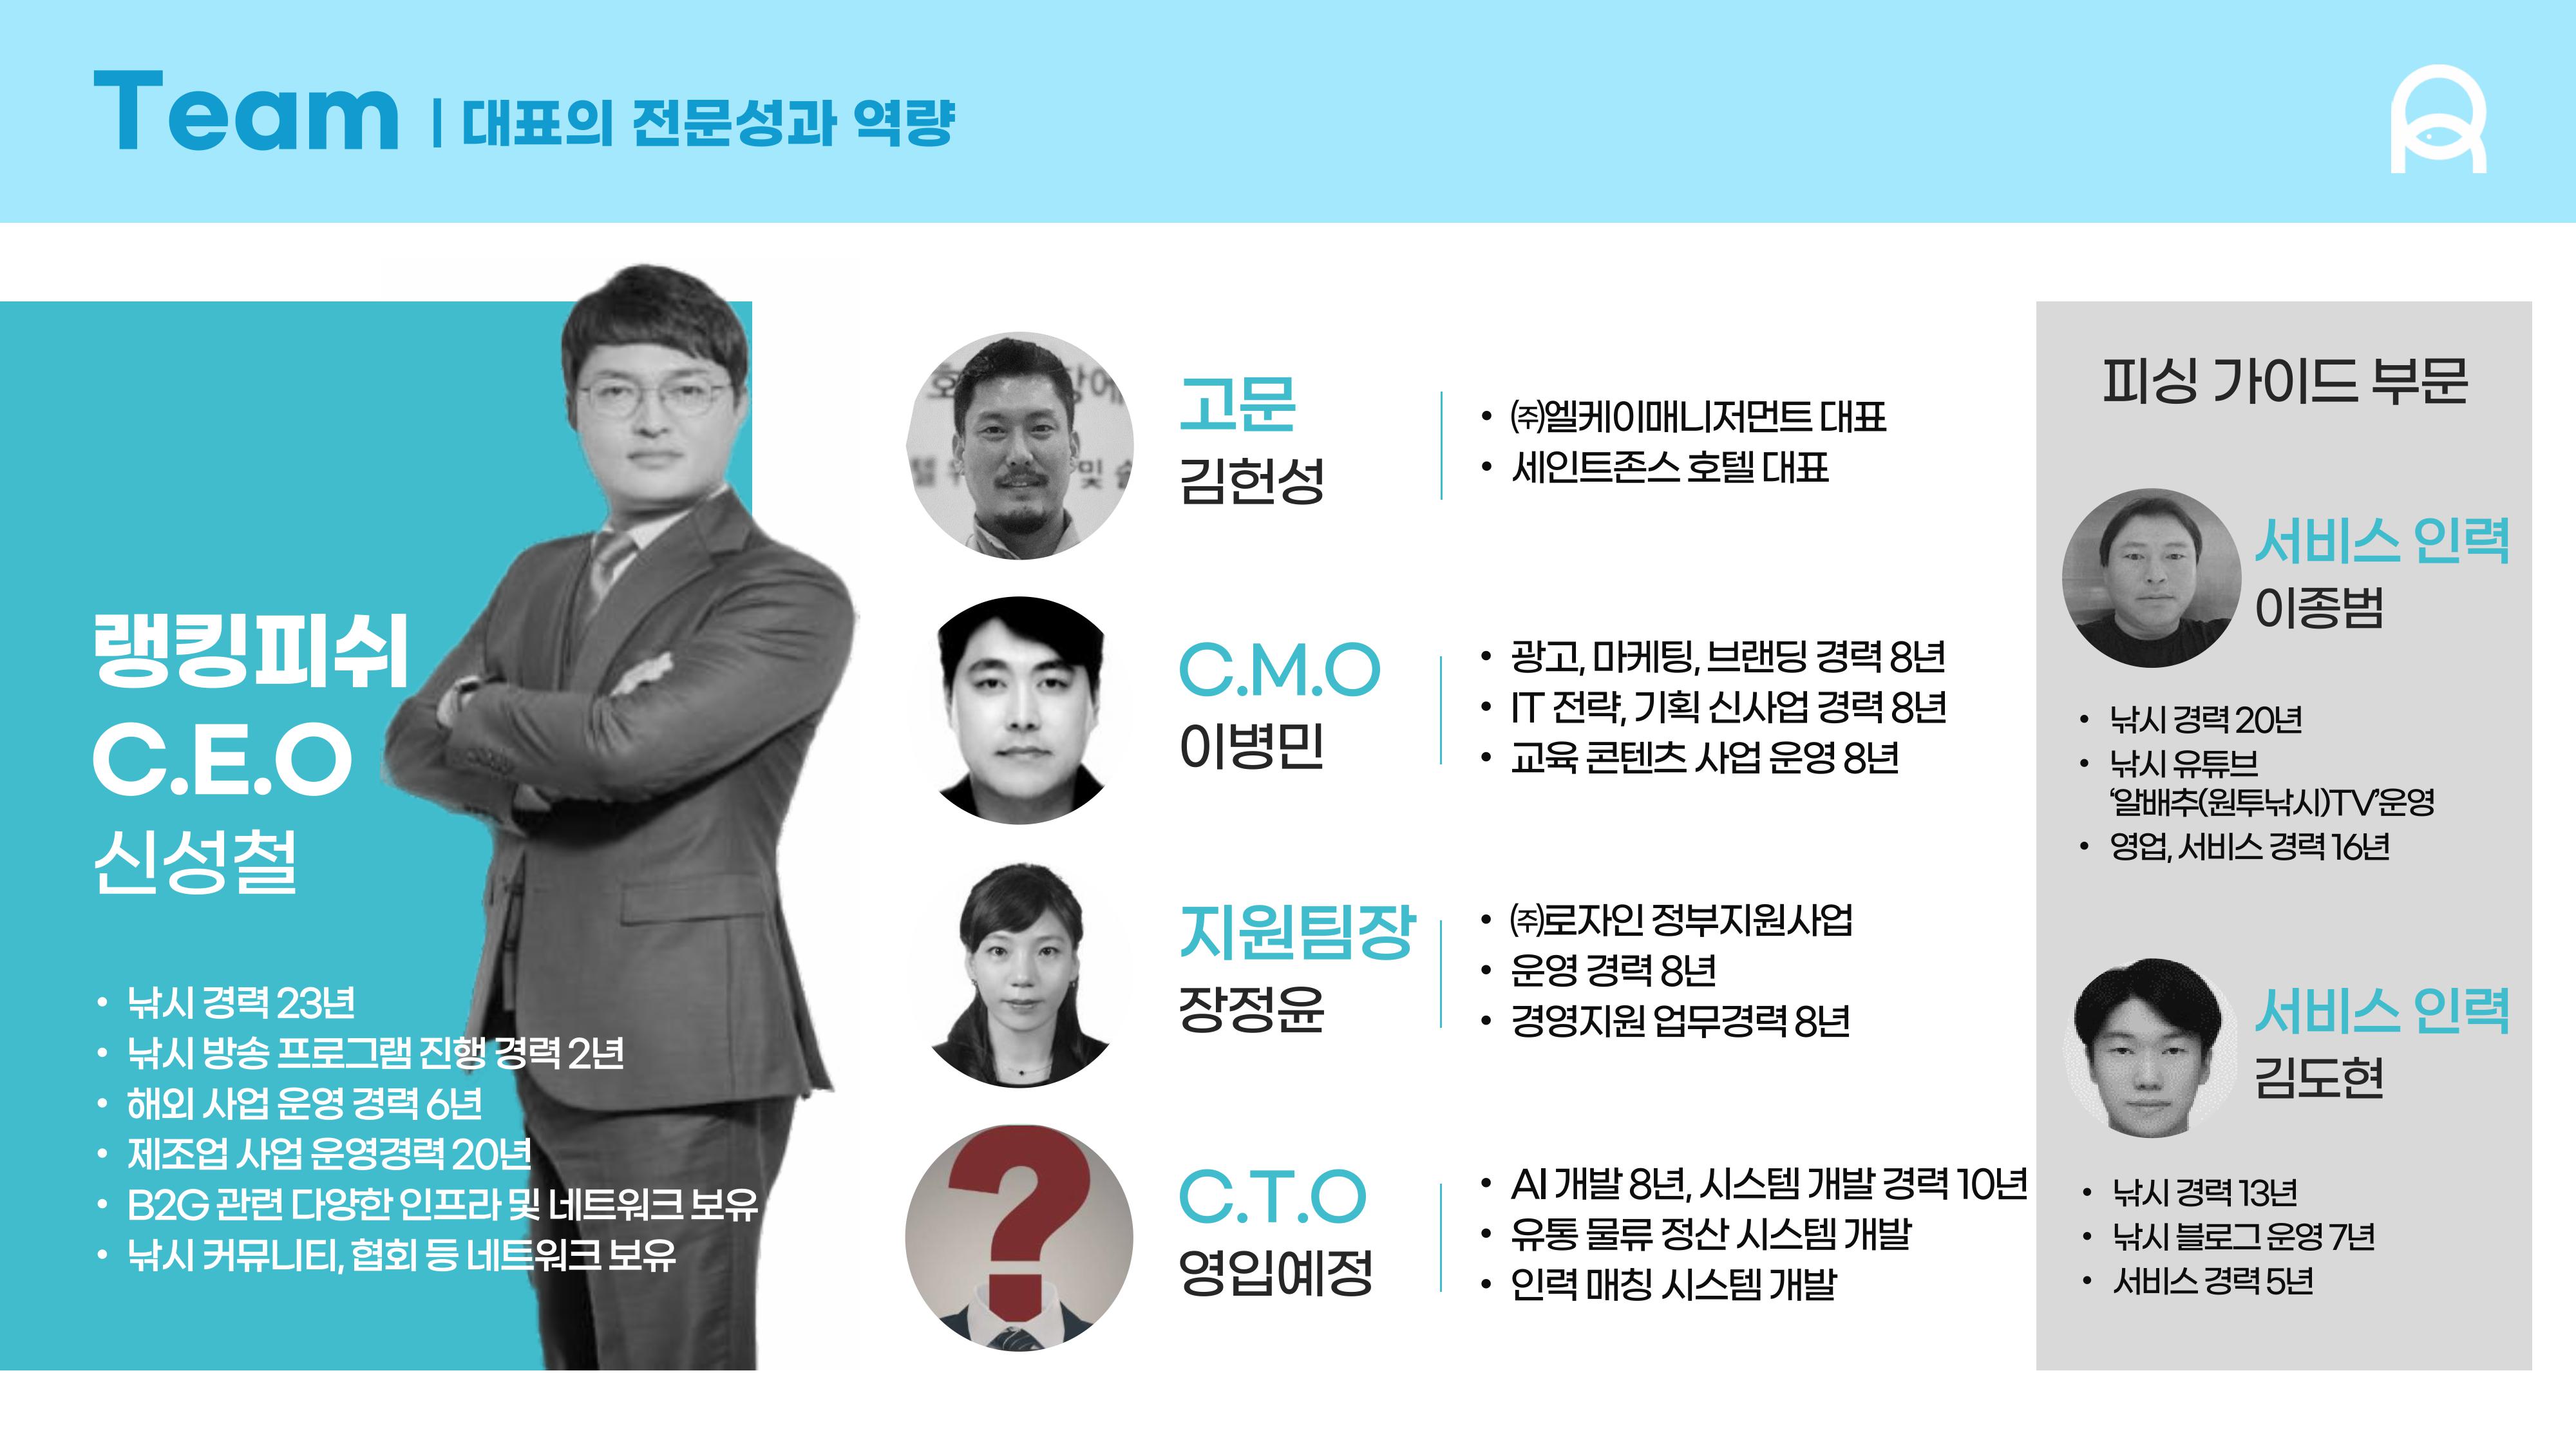 Team | 대표의 전문성과 역량
랭킹피쉬
C.E.O
신성철
• 낚시 경력 23년
• 낚시 방송 프로그램 진행 경력 2년
• 해외 사업 운영 경력 6년
• 제조업 사업 운영경력 20년
• B2G 관련 다양한 인프라 및 네트워크 보유
• 낚시 커뮤니티, 협회 등 네트워크 보유
고문
김헌성
• ㈜엘케이매니저먼트 대표
• 세인트존스 호텔 대표
C.M.O
이병민
• 광고, 마케팅, 브랜딩 경력 8년
• IT 전략, 기획 신사업 경력 8년
• 교육 콘텐츠 사업 운영 8년
지원팀장
장정윤
• ㈜로자인 정부지원사업
• 운영 경력 8년
• 경영지원 업무경력 8년
C.T.O
영입예정
• AI 개발 8년, 시스템 개발 경력 10년
• 유통 물류 정산 시스템 개발
• 인력 매칭 시스템 개발
피싱 가이드 부문
서비스 인력
이종범
• 낚시 경력 20년
• 낚시 유튜브
‘알배추(원투낚시)TV’운영
• 영업, 서비스 경력 16년
서비스 인력
김도현
• 낚시 경력 13년
• 낚시 블로그 운영 7년
• 서비스 경력 5년